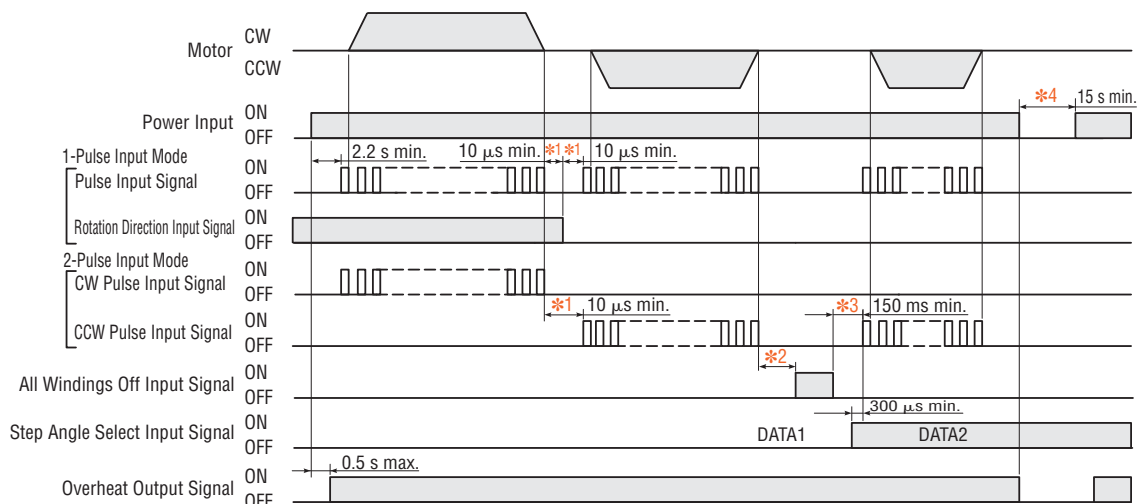 Motor CW
CCW
Power Input ON
OFF
✻4 15 s min.
1-Pulse Input Mode
Pulse Input Signal ON
OFF
2.2 s min. 10 μs min. ✻1 ✻1 10 μs min.
Rotation Direction Input Signal ON
OFF
2-Pulse Input Mode
CW Pulse Input Signal ON
OFF
✻1 10 μs min. ✻3 150 ms min.
CCW Pulse Input Signal ON
OFF
✻2
All Windings Off Input Signal ON
OFF
300 μs min.
Step Angle Select Input Signal ON
OFF
DATA1 DATA2
0.5 s max.
Overheat Output Signal ON
OFF